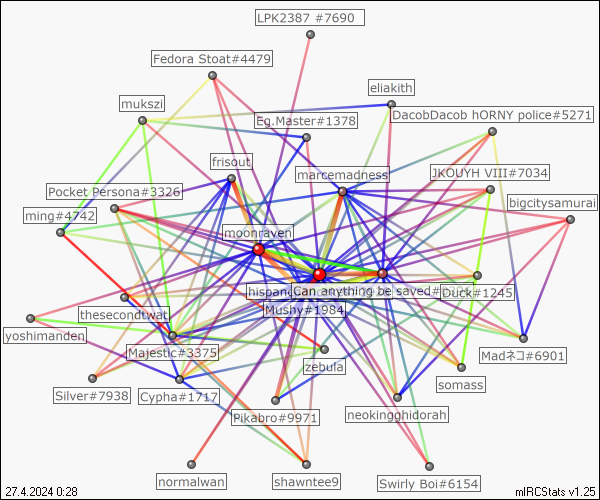 LPK2387 #7690
Fedora Stoat#4479
eliakith
mukszi
DacobDacob hORNY police#5271
Eg.Master#1378
frisout
marcemadness
JKOUYH VIII#7034
Pocket Persona#3326
bigcitysamurai
ming#4742
moonraven
Can anything be saved#
Duck#1245
Mushy#1984
thesecondtwat
yoshimanden
Majestic#3375
zebula
Madネコ#6901
somass
Silver#7938
Cypha#1717
Pikabro#9971
neokingghidorah
normalwan
shawntee9
Swirly Boi#6154
27.4.2024 0:28
mIRCStats v1.25